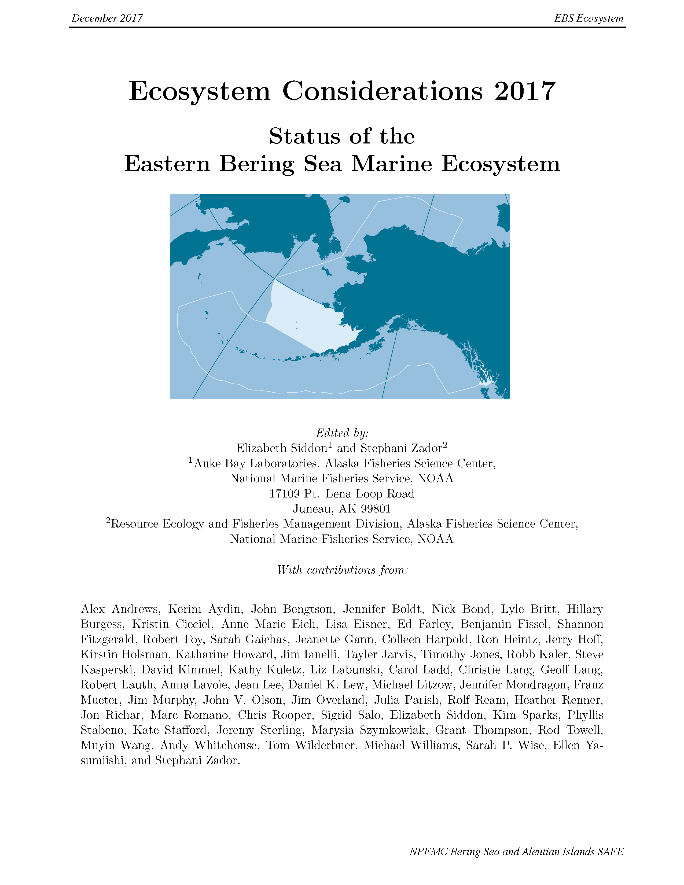 December 2017
EBS Ecosystem
Ecosystem Considerations 2017
Status of the
Eastern Bering Sea Marine Ecosystem
Edited by:
Elizabeth Siddon1 and Stephani Zador2
1Auke Bay Laboratories, Alaska Fisheries Science Center,
National Marine Fisheries Service, NOAA
17109 Pt. Lena Loop Road
Juneau, AK 99801
2Resource Ecology and Fisheries Management Division, Alaska Fisheries Science Center,
National Marine Fisheries Service, NOAA
With contributions from:
Alex Andrews, Kerim Aydin, John Bengtson, Jennifer Boldt, Nick Bond, Lyle Britt, Hillary
Burgess, Kristin Cieciel, Anne Marie Eich, Lisa Eisner, Ed Farley, Benjamin Fissel, Shannon
Fitzgerald, Robert Foy, Sarah Gaichas, Jeanette Gann, Colleen Harpold, Ron Heintz, Jerry Hoff,
Kirstin Holsman, Katharine Howard, Jim Ianelli, Tayler Jarvis, Timothy Jones, Robb Kaler, Steve
Kasperski, David Kimmel, Kathy Kuletz, Liz Labunski, Carol Ladd, Christie Lang, Geoff Lang,
Robert Lauth, Anna Lavoie, Jean Lee, Daniel K. Lew, Michael Litzow, Jennifer Mondragon, Franz
Mueter, Jim Murphy, John V. Olson, Jim Overland, Julia Parish, Rolf Ream, Heather Renner,
Jon Richar, Marc Romano, Chris Rooper, Sigrid Salo, Elizabeth Siddon, Kim Sparks, Phyllis
Stabeno, Kate Stafford, Jeremy Sterling, Marysia Szymkowiak, Grant Thompson, Rod Towell,
Muyin Wang, Andy Whitehouse, Tom Wilderbuer, Michael Williams, Sarah P. Wise, Ellen Ya-
sumiishi, and Stephani Zador.
NPFMC Bering Sea and Aleutian Islands SAFE